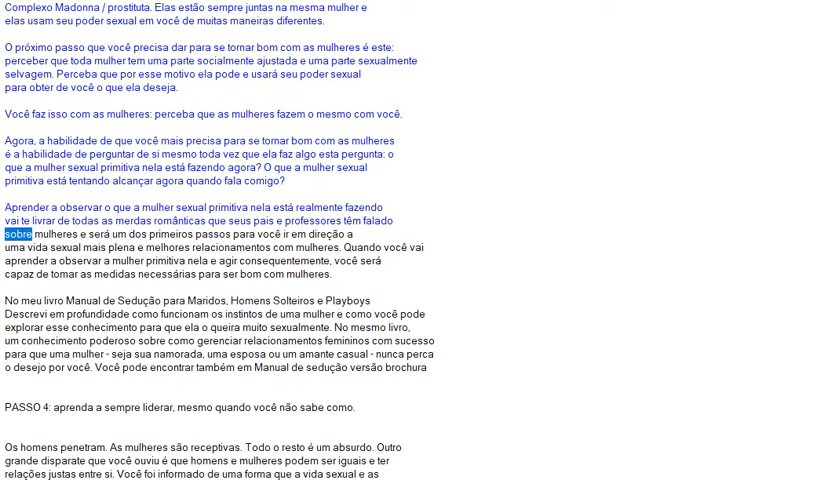 Complexo Madonna / prostituta. Elas estão sempre juntas na mesma mulher e
elas usam seu poder sexual em você de muitas maneiras diferentes.
O próximo passo que você precisa dar para se tornar bom com as mulheres é este:
perceber que toda mulher tem uma parte socialmente ajustada e uma parte sexualmente
selvagem. Perceba que por esse motivo ela pode e usará seu poder sexual
para obter de você o que ela deseja.
Você faz isso com as mulheres: perceba que as mulheres fazem o mesmo com você.
Agora, a habilidade de que você mais precisa para se tornar bom com as mulheres
é a habilidade de perguntar de si mesmo toda vez que ela faz algo esta pergunta: o
que a mulher sexual primitiva nela está fazendo agora? O que a mulher sexual
primitiva está tentando alcançar agora quando fala comigo?
Aprender a observar o que a mulher sexual primitiva nela está realmente fazendo
vai te livrar de todas as merdas românticas que seus pais e professores têm falado
sobre mulheres e será um dos primeiros passos para você ir em direção a
uma vida sexual mais plena e melhores relacionamentos com mulheres. Quando você vai
aprender a observar a mulher primitiva nela e agir consequentemente, você será
capaz de tomar as medidas necessárias para ser bom com mulheres.
No meu livro Manual de Sedução para Maridos, Homens Solteiros e Playboys
Descrevi em profundidade como funcionam os instintos de uma mulher e como você pode
explorar esse conhecimento para que ela o queira muito sexualmente. No mesmo livro,
um conhecimento poderoso sobre como gerenciar relacionamentos femininos com sucesso
para que uma mulher - seja sua namorada, uma esposa ou um amante casual - nunca perca
o desejo por você. Você pode encontrar também em Manual de sedução versão brochura
PASSO 4: aprenda a sempre liderar, mesmo quando você não sabe como.
Os homens penetram. As mulheres são receptivas. Todo o resto é um absurdo. Outro
grande disparate que você ouviu é que homens e mulheres podem ser iguais e ter
relações justas entre si. Você foi informado de uma forma que a vida sexual e as